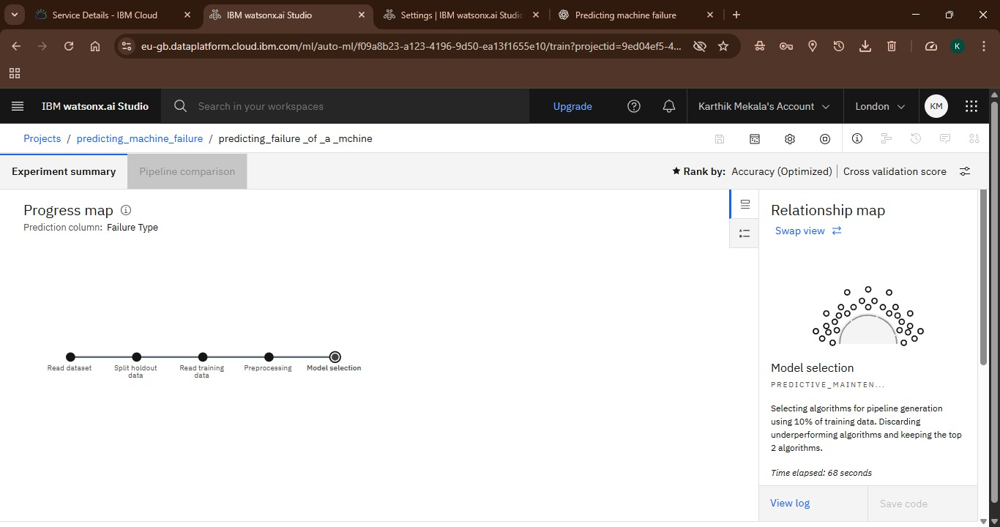 Service Details - IBM Cloud
IBM watsonx.ai Studio
Settings | IBM watsonx.ai Studio
Predicting machine failure
eu-gb.dataplatform.cloud.ibm.com/ml/auto-ml/f09a8b23-a123-4196-9d50-ea13f1655e10/train?projectid=9ed04ef5-4...
K
IBM watsonx.ai Studio
Search in your workspaces
Upgrade
Karthik Mekala's Account
London
KM
Projects / predicting_machine_failure / predicting_failure _of _a _mchine
Experiment summary
Pipeline comparison
Rank by: Accuracy (Optimized) | Cross validation score
Progress map
Prediction column: Failure Type
Read dataset
Split holdout
data
Read training
data
Preprocessing
Model selection
Relationship map
Swap view
Model selection
PREDICTIVE_MAINTEN...
Selecting algorithms for pipeline generation
using 10% of training data. Discarding
underperforming algorithms and keeping the top
2 algorithms.
Time elapsed: 68 seconds
View log
Save code